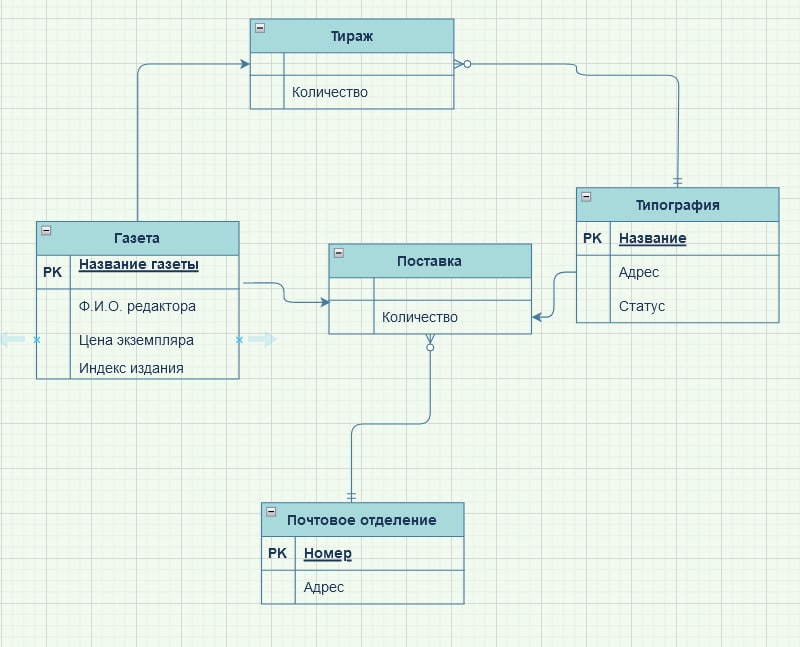 Тираж
Количество
Газета
PK Название газеты
Ф.И.О. редактора
Цена экземпляра
Индекс издания
Поставка
Количество
Типография
PK Название
Адрес
Статус
Почтовое отделение
PK Номер
Адрес